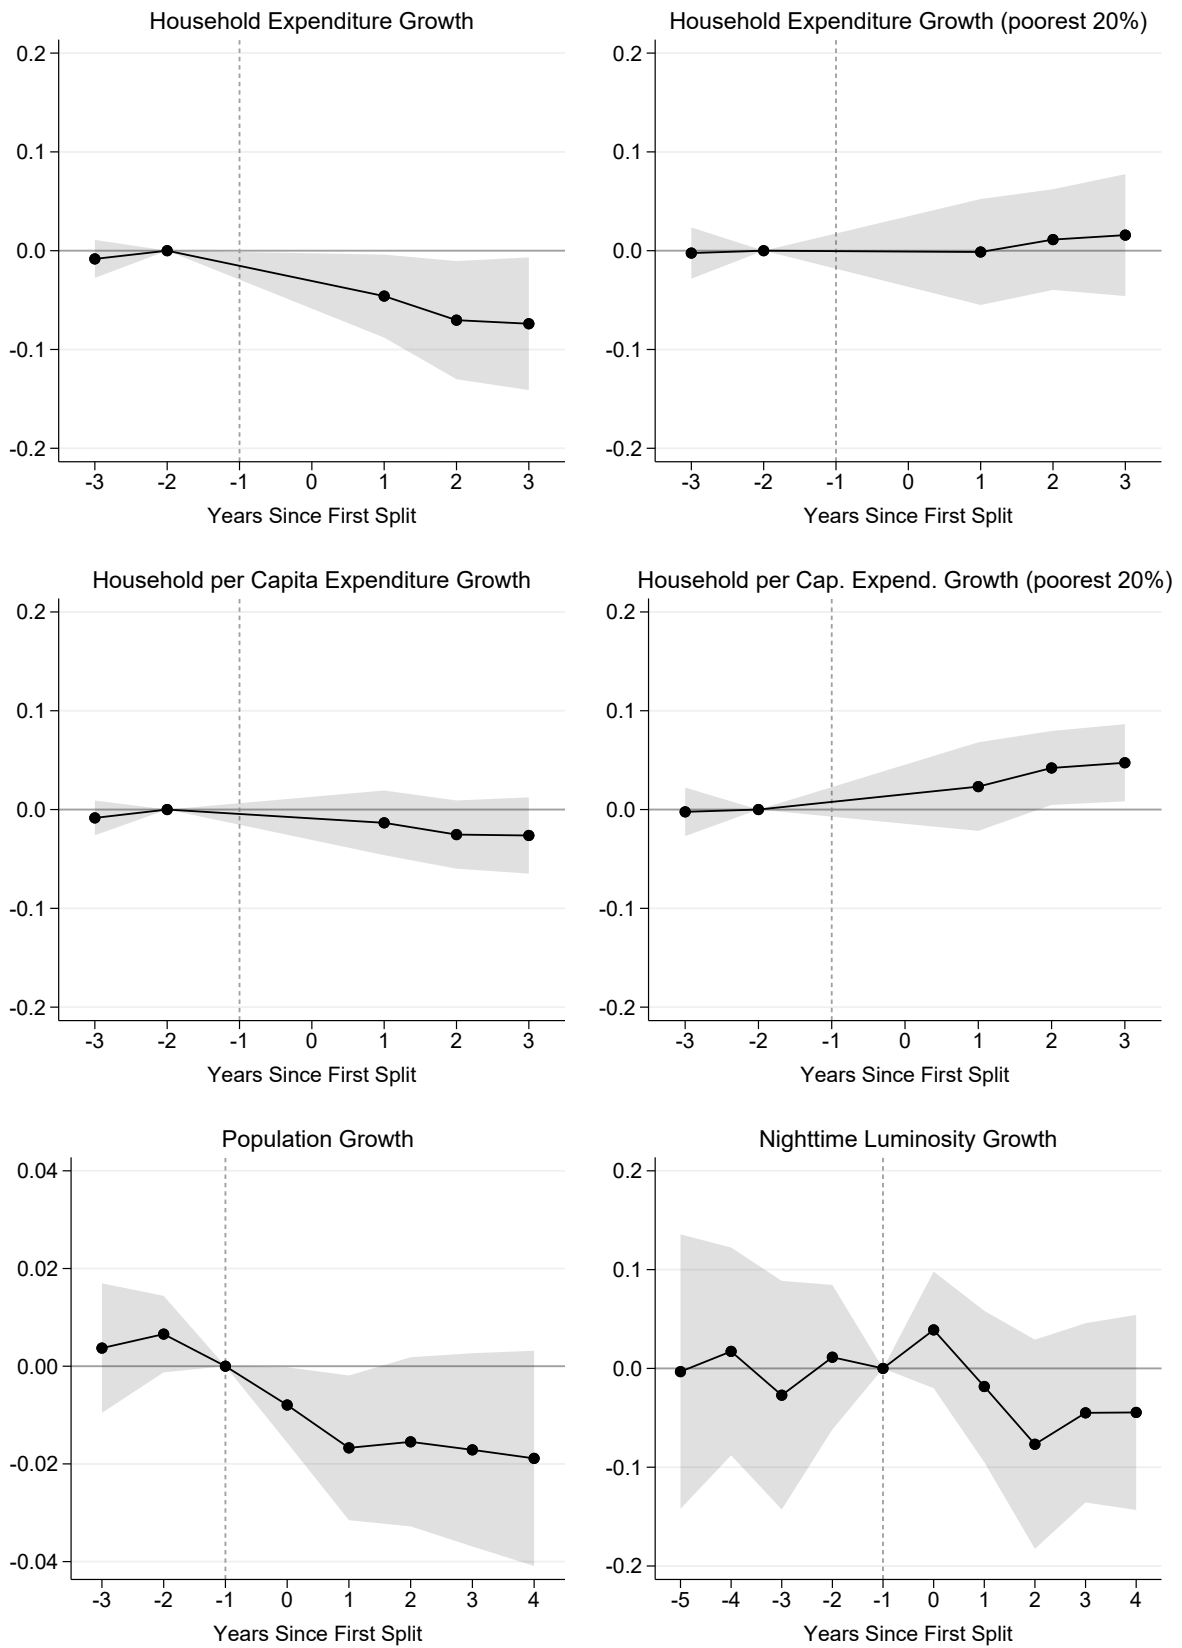 Household Expenditure Growth
0.2
0.1
0.0
-0.1
-0.2
-3 -2 -1 0 1 2 3
Years Since First Split
Household Expenditure Growth (poorest 20%)
0.2
0.1
0.0
-0.1
-0.2
-3 -2 -1 0 1 2 3
Years Since First Split
Household per Capita Expenditure Growth
0.2
0.1
0.0
-0.1
-0.2
-3 -2 -1 0 1 2 3
Years Since First Split
Household per Cap. Expend. Growth (poorest 20%)
0.2
0.1
0.0
-0.1
-0.2
-3 -2 -1 0 1 2 3
Years Since First Split
Population Growth
0.04
0.02
0.00
-0.02
-0.04
-3 -2 -1 0 1 2 3 4
Years Since First Split
Nighttime Luminosity Growth
0.2
0.1
0.0
-0.1
-0.2
-5 -4 -3 -2 -1 0 1 2 3 4
Years Since First Split